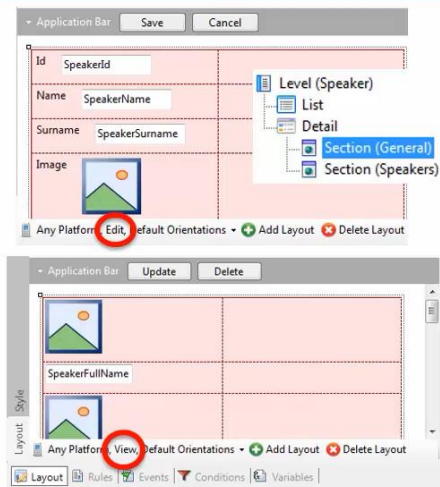 Application Bar Save Cancel
Id SpeakerId
Name SpeakerName
Surname SpeakerSurname
Image
Level (Speaker)
List
Detail
Section (General)
Section (Speakers)
Any Platform, Edit, Default Orientations Add Layout Delete Layout
Application Bar Update Delete
SpeakerFullName
Style
Layout
Any Platform, View, Default Orientations Add Layout Delete Layout
Layout Rules Events Conditions Variables